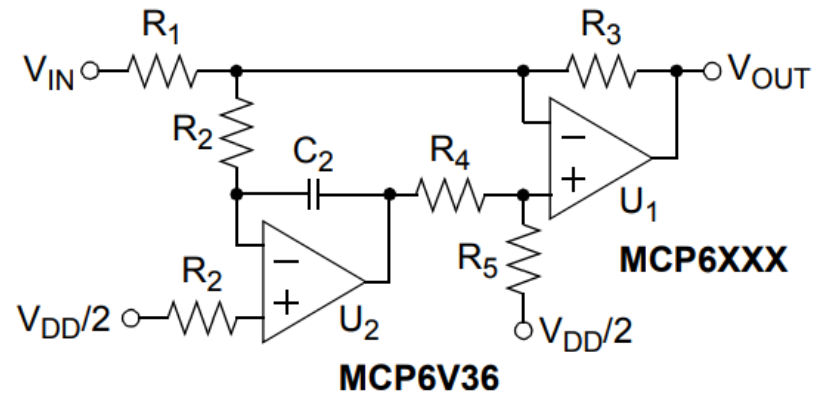 R1
R3
VIN
VOUT
R2
C2
R4
U1
R5
MCP6XXX
R2
VDD/2
U2
VDD/2
MCP6V36